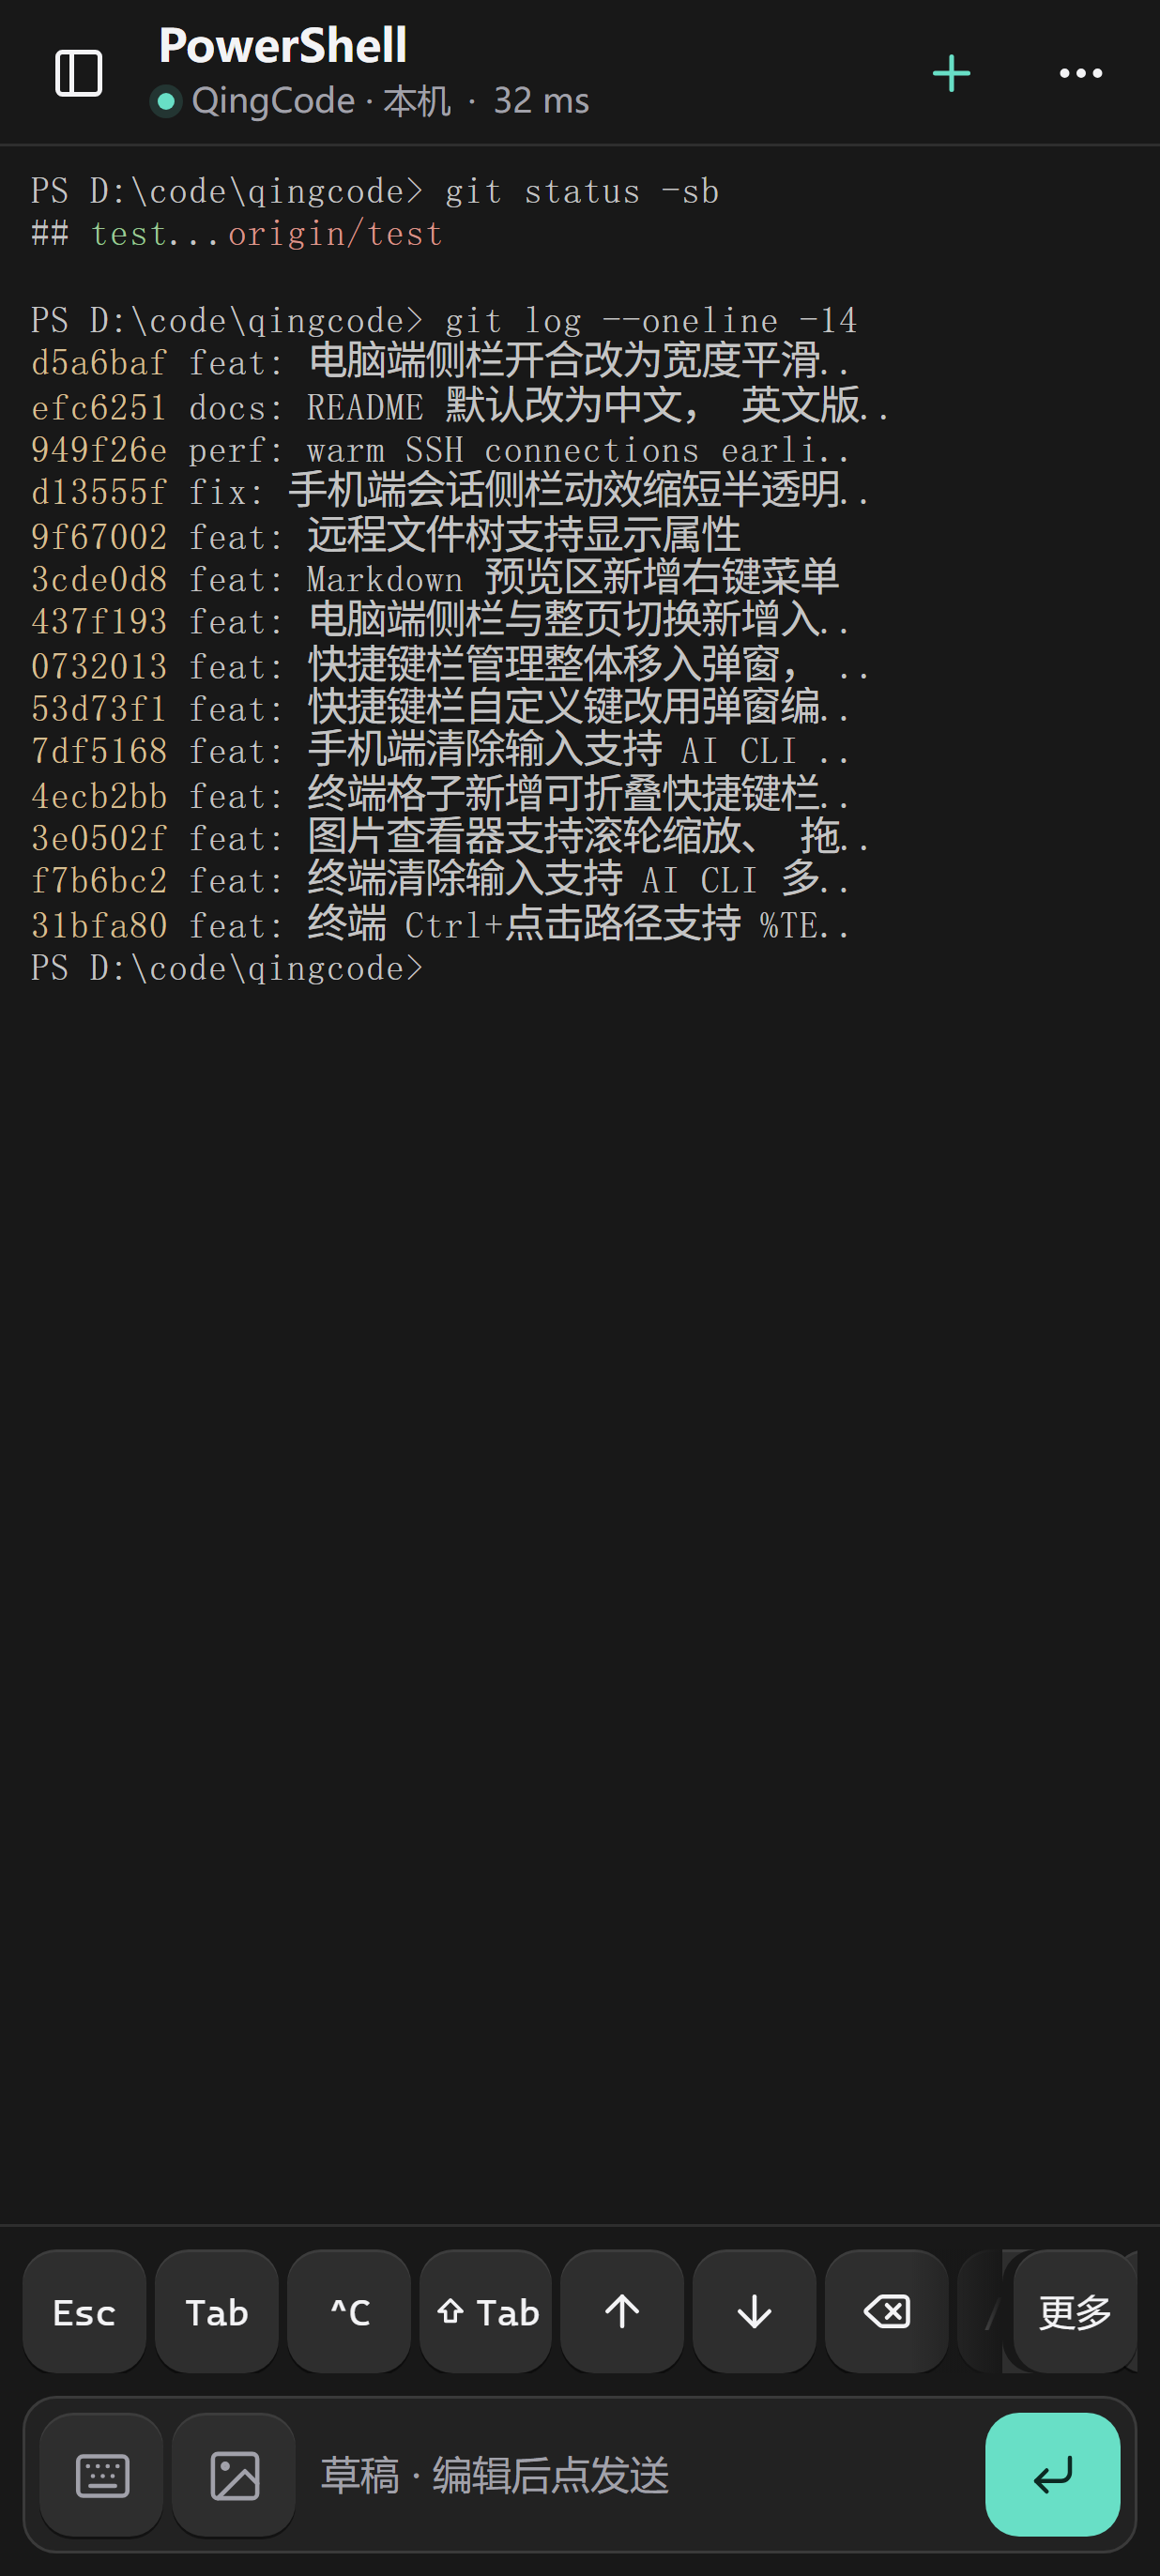 PowerShell
QingCode · 本机 · 32 ms
PS D:\code\qingcode> git status -sb
## test...origin/test
PS D:\code\qingcode> git log --oneline -14
d5a6baf feat: 电脑端侧栏开合改为宽度平滑..
efc6251 docs: README 默认改为中文， 英文版..
949f26e perf: warm SSH connections earli..
d13555f fix: 手机端会话侧栏动效缩短半透明..
9f67002 feat: 远程文件树支持显示属性
3cde0d8 feat: Markdown 预览区新增右键菜单
437f193 feat: 电脑端侧栏与整页切换新增入..
0732013 feat: 快捷键栏管理整体移入弹窗， ..
53d73f1 feat: 快捷键栏自定义键改用弹窗编..
7df5168 feat: 手机端清除输入支持 AI CLI ..
4ecb2bb feat: 终端格子新增可折叠快捷键栏..
3e0502f feat: 图片查看器支持滚轮缩放、 拖..
f7b6bc2 feat: 终端清除输入支持 AI CLI 多..
31bfa80 feat: 终端 Ctrl+点击路径支持 %TE..
PS D:\code\qingcode>
Esc Tab ^C ⇧ Tab ↑ ↓ ⌫ / 更多
草稿 · 编辑后点发送